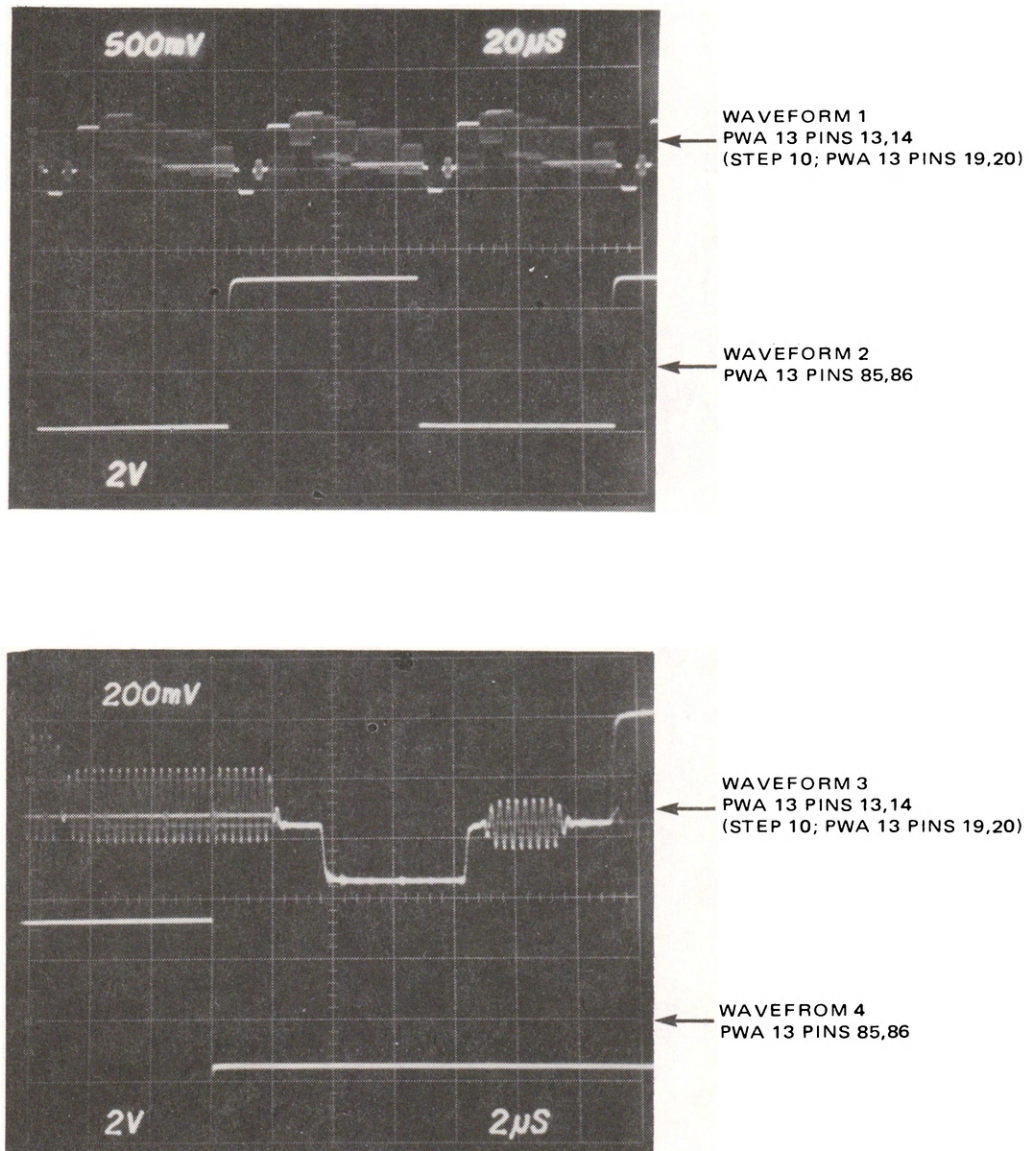 500mV 20µS
WAVEFORM 1
PWA 13 PINS 13,14
(STEP 10; PWA 13 PINS 19,20)
WAVEFORM 2
PWA 13 PINS 85,86
2V
200mV
WAVEFORM 3
PWA 13 PINS 13,14
(STEP 10; PWA 13 PINS 19,20)
WAVEFROM 4
PWA 13 PINS 85,86
2V 2µS